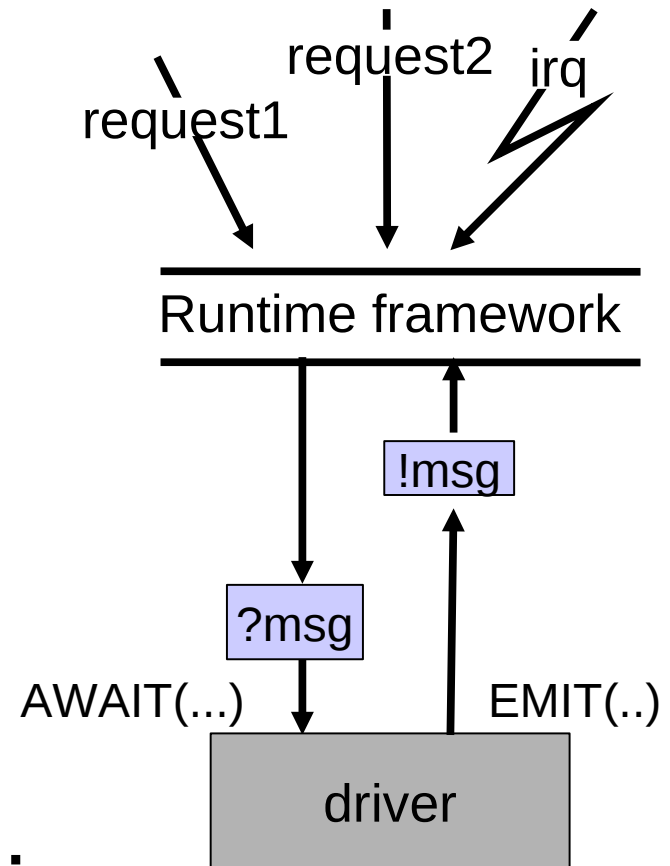 request2
irq
request1
Runtime framework
!msg
?msg
AWAIT(...)
EMIT(..)
driver
.